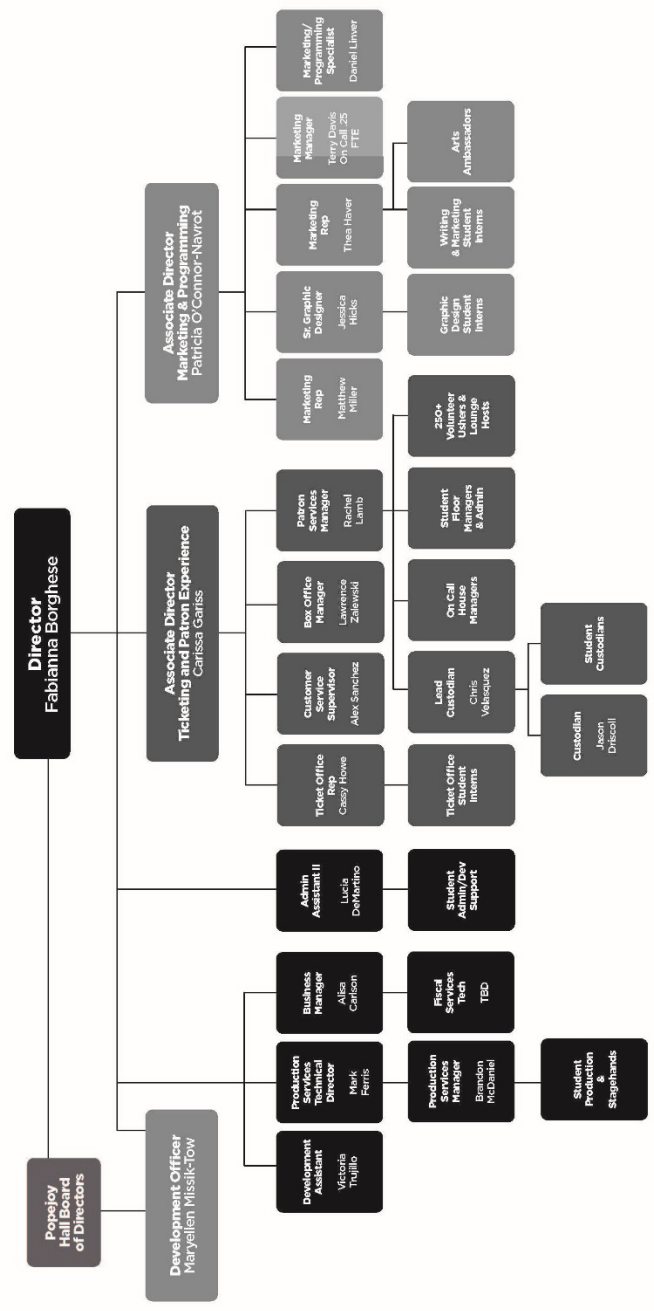 Director
Fabianna Borghese
Popejoy
Hall Board
of Directors
Development Officer
Maryellen Missik-Tow
Associate Director
Ticketing and Patron Experience
Carissa Gariss
Associate Director
Marketing & Programming
Patricia O'Connor-Navrot
Development
Assistant
Victoria
Trujillo
Production
Services
Technical
Director
Mark
Ferris
Business
Manager
Alisa
Carlson
Admin
Assistant II
Lucia
DeMartino
Ticket Office
Rep
Cassy Howe
Customer
Service
Supervisor
Alex Sanchez
Box Office
Manager
Lawrence
Zalewski
Patron
Services
Manager
Rachel
Lamb
Marketing
Rep
Matthew
Miller
Sr. Graphic
Designer
Jessica
Hicks
Marketing
Rep
Thea Haver
Marketing
Manager
Terry Davis
On Call .25
FTE
Marketing/
Programming
Specialist
Daniel Linver
Production
Services
Manager
Brandon
McDaniel
Fiscal
Services
Tech
TBD
Student
Admin/Dev
Support
Ticket Office
Student
Interns
Lead
Custodian
Chris
Velasquez
On Call
House
Managers
Student
Floor
Managers
& Admin
250+
Volunteer
Ushers &
Lounge
Hosts
Graphic
Design
Student
Interns
Writing
& Marketing
Student
Interns
Arts
Ambassadors
Student
Production
&
Stagehands
Custodian
Jason
Driscoll
Student
Custodians